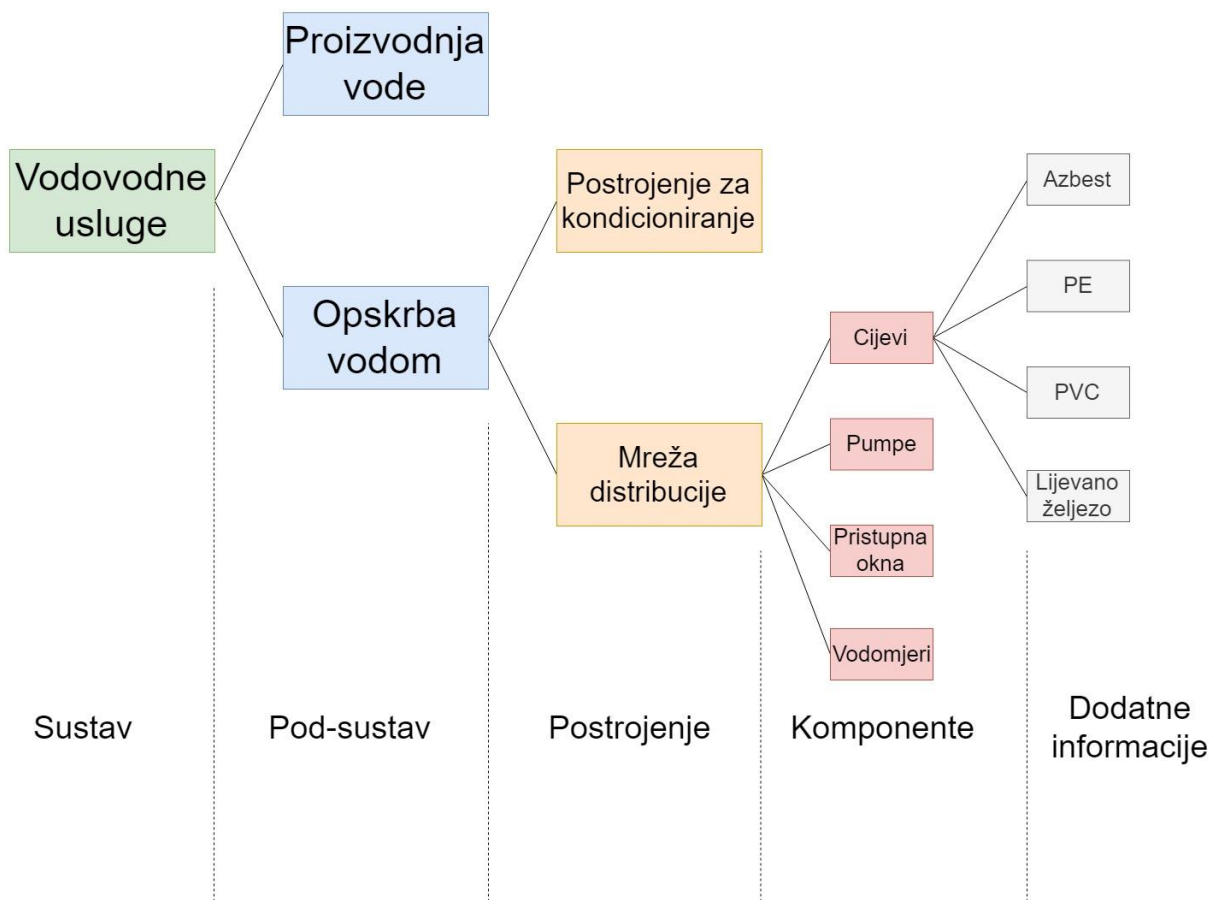 Proizvodnja
vode
Vodovodne
usluge
Opskrba
vodom
Postrojenje za
kondicioniranje
Mreža
distribucije
Cijevi
Pumpe
Pristupna
okna
Vodomjeri
Azbest
PE
PVC
Lijevano
željezo
Sustav
Pod-sustav
Postrojenje
Komponente
Dodatne
informacije